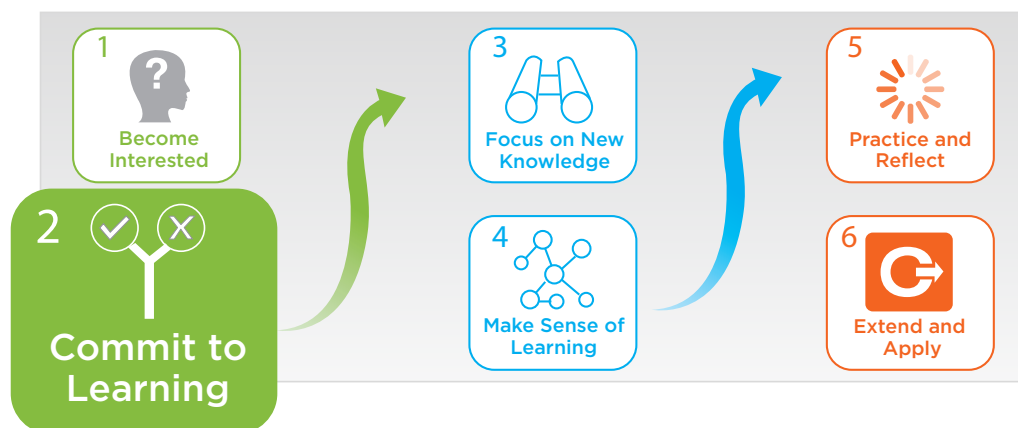 1
?
Become
Interested
2
X
Commit to
Learning
3
Focus on New
Knowledge
4
Make Sense of
Learning
5
Practice and
Reflect
6
Extend and
Apply